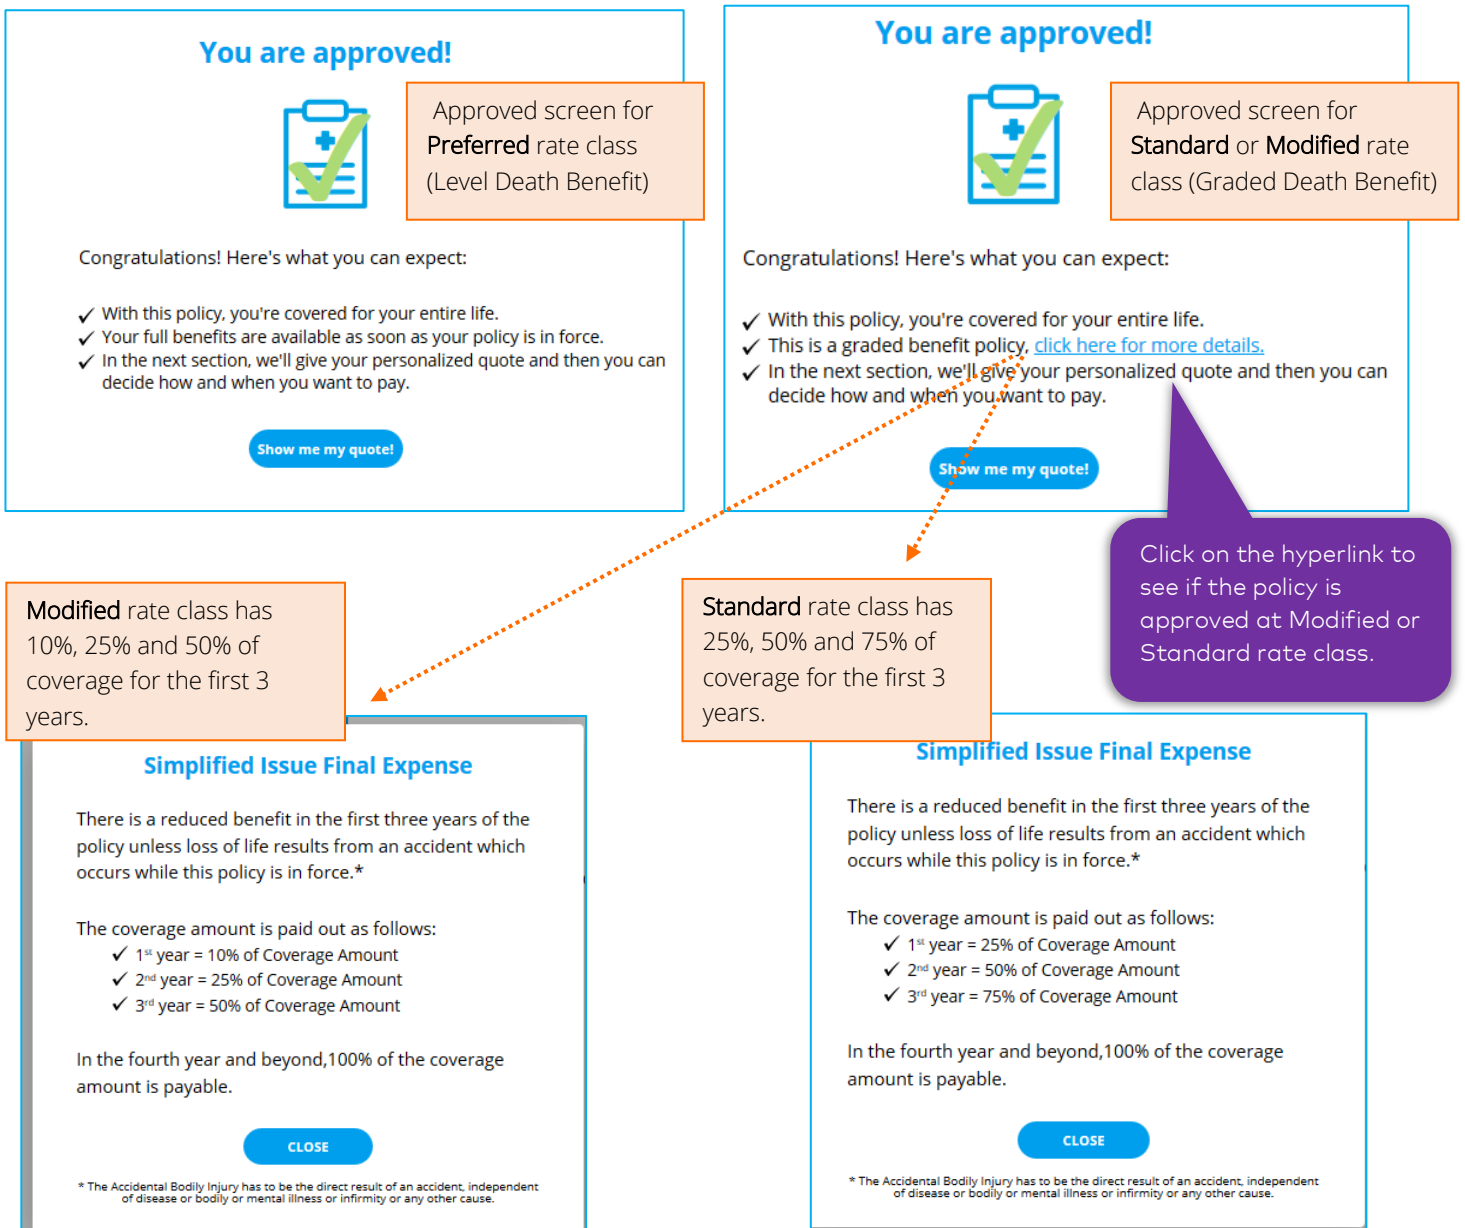 You are approved!
Approved screen for
Preferred rate class
(Level Death Benefit)
Congratulations! Here's what you can expect:
✓ With this policy, you're covered for your entire life.
✓ Your full benefits are available as soon as your policy is in force.
✓ In the next section, we'll give your personalized quote and then you can
decide how and when you want to pay.
Show me my quote!
You are approved!
Approved screen for
Standard or Modified rate
class (Graded Death Benefit)
Congratulations! Here's what you can expect:
✓ With this policy, you're covered for your entire life.
✓ This is a graded benefit policy, click here for more details.
✓ In the next section, we'll give your personalized quote and then you can
decide how and when you want to pay.
Show me my quote!
Click on the hyperlink to
see if the policy is
approved at Modified or
Standard rate class.
Modified rate class has
10%, 25% and 50% of
coverage for the first 3
years.
Simplified Issue Final Expense
There is a reduced benefit in the first three years of the
policy unless loss of life results from an accident which
occurs while this policy is in force.*
The coverage amount is paid out as follows:
✓ 1st year = 10% of Coverage Amount
✓ 2nd year = 25% of Coverage Amount
✓ 3rd year = 50% of Coverage Amount
In the fourth year and beyond,100% of the coverage
amount is payable.
CLOSE
* The Accidental Bodily Injury has to be the direct result of an accident, independent
of disease or bodily or mental illness or infirmity or any other cause.
Standard rate class has
25%, 50% and 75% of
coverage for the first 3
years.
Simplified Issue Final Expense
There is a reduced benefit in the first three years of the
policy unless loss of life results from an accident which
occurs while this policy is in force.*
The coverage amount is paid out as follows:
✓ 1st year = 25% of Coverage Amount
✓ 2nd year = 50% of Coverage Amount
✓ 3rd year = 75% of Coverage Amount
In the fourth year and beyond,100% of the coverage
amount is payable.
CLOSE
* The Accidental Bodily Injury has to be the direct result of an accident, independent
of disease or bodily or mental illness or infirmity or any other cause.